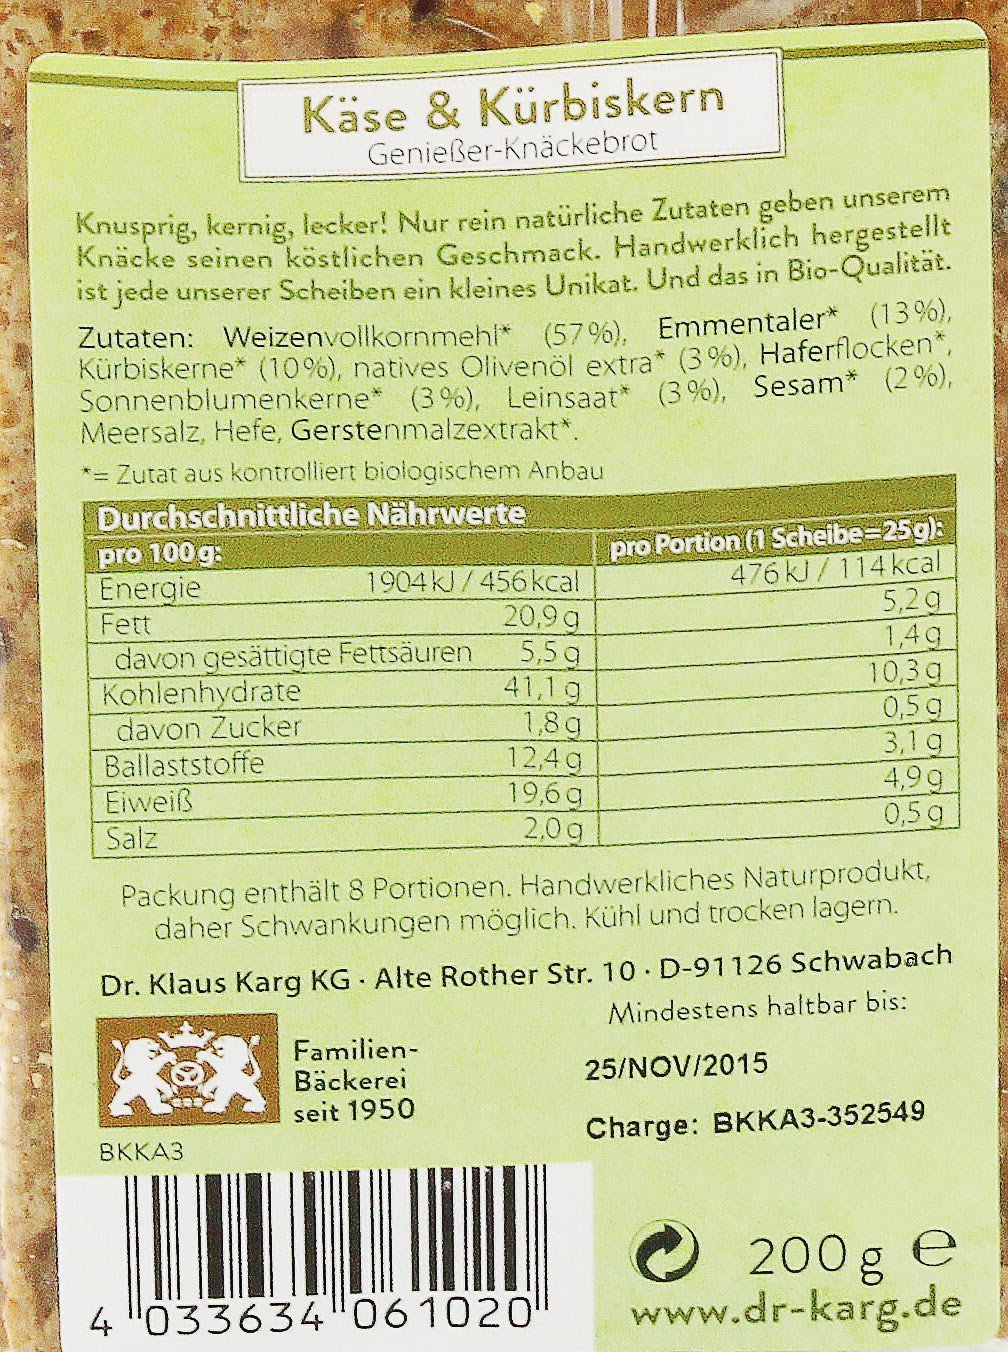 Käse & Kürbiskern
Genießer-Knäckebrot
Knusprig, kernig, lecker! Nur rein natürliche Zutaten geben unserem
Knäcke seinen köstlichen Geschmack. Handwerklich hergestellt
ist jede unserer Scheiben ein kleines Unikat. Und das in Bio-Qualität.
Zutaten: Weizenvollkornmehl* (57%), Emmentaler* (13%),
Kürbiskerne* (10%), natives Olivenöl extra* (3%), Haferflocken*,
Sonnenblumenkerne* (3%), Leinsaat* (3%), Sesam* (2%),
Meersalz, Hefe, Gerstenmalzextrakt*.
*= Zutat aus kontrolliert biologischem Anbau
Durchschnittliche Nährwerte
pro 100g: pro Portion (1 Scheibe=25g):
Energie 1904kJ / 456kcal 476kJ / 114kcal
Fett 20,9g 5,2g
davon gesättigte Fettsäuren 5,5g 1,4g
Kohlenhydrate 41,1g 10,3g
davon Zucker 1,8g 0,5g
Ballaststoffe 12,4g 3,1g
Eiweiß 19,6g 4,9g
Salz 2,0g 0,5g
Packung enthält 8 Portionen. Handwerkliches Naturprodukt,
daher Schwankungen möglich. Kühl und trocken lagern.
Dr. Klaus Karg KG · Alte Rother Str. 10 · D-91126 Schwabach
Mindestens haltbar bis:
Familien-
Bäckerei
seit 1950
25/NOV/2015
Charge: BKKA3-352549
BKKA3
4 033634 061020
200g e
www.dr-karg.de